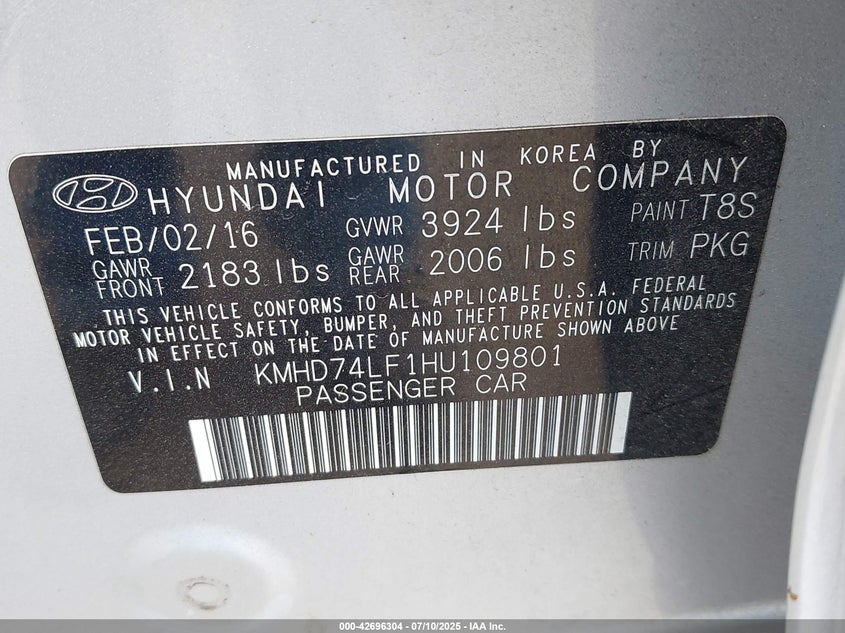 MANUFACTURED IN KOREA BY
HYUNDAI MOTOR COMPANY
FEB/02/16 GVWR 3924 lbs PAINT T8S
GAWR FRONT 2183 lbs GAWR REAR 2006 lbs TRIM PKG
THIS VEHICLE CONFORMS TO ALL APPLICABLE U.S.A. FEDERAL
MOTOR VEHICLE SAFETY, BUMPER, AND THEFT PREVENTION STANDARDS
IN EFFECT ON THE DATE OF MANUFACTURE SHOWN ABOVE
V.I.N KMHD74LF1HU109801
PASSENGER CAR
000-42696304 - 07/10/2025 - IAA Inc.